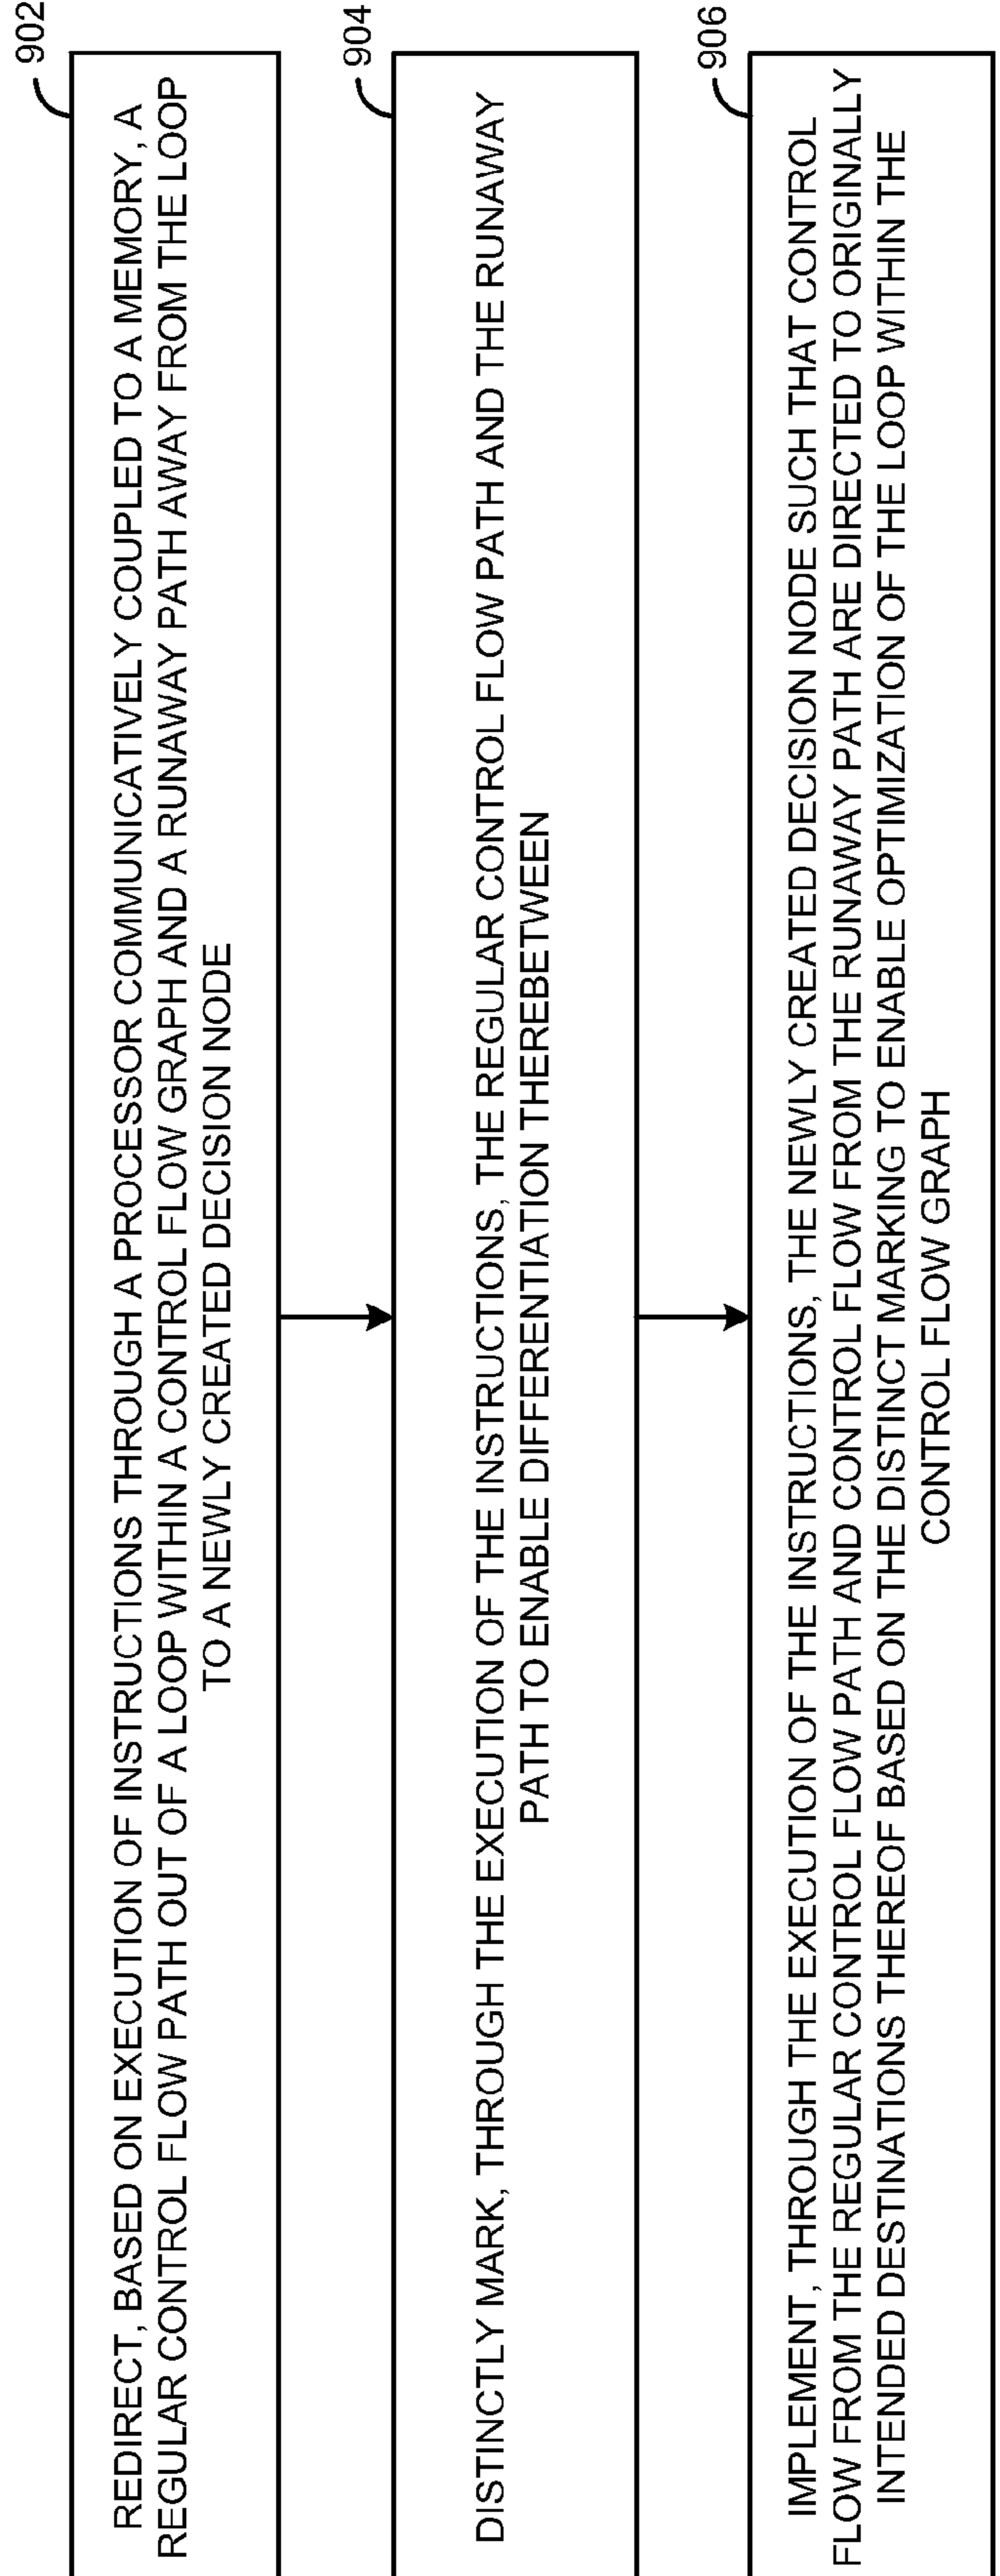 902
REDIRECT, BASED ON EXECUTION OF INSTRUCTIONS THROUGH A PROCESSOR COMMUNICATIVELY COUPLED TO A MEMORY, A
REGULAR CONTROL FLOW PATH OUT OF A LOOP WITHIN A CONTROL FLOW GRAPH AND A RUNAWAY PATH AWAY FROM THE LOOP
TO A NEWLY CREATED DECISION NODE
904
DISTINCTLY MARK, THROUGH THE EXECUTION OF THE INSTRUCTIONS, THE REGULAR CONTROL FLOW PATH AND THE RUNAWAY
PATH TO ENABLE DIFFERENTIATION THEREBETWEEN
906
IMPLEMENT, THROUGH THE EXECUTION OF THE INSTRUCTIONS, THE NEWLY CREATED DECISION NODE SUCH THAT CONTROL
FLOW FROM THE REGULAR CONTROL FLOW PATH AND CONTROL FLOW FROM THE RUNAWAY PATH ARE DIRECTED TO ORIGINALLY
INTENDED DESTINATIONS THEREOF BASED ON THE DISTINCT MARKING TO ENABLE OPTIMIZATION OF THE LOOP WITHIN THE
CONTROL FLOW GRAPH